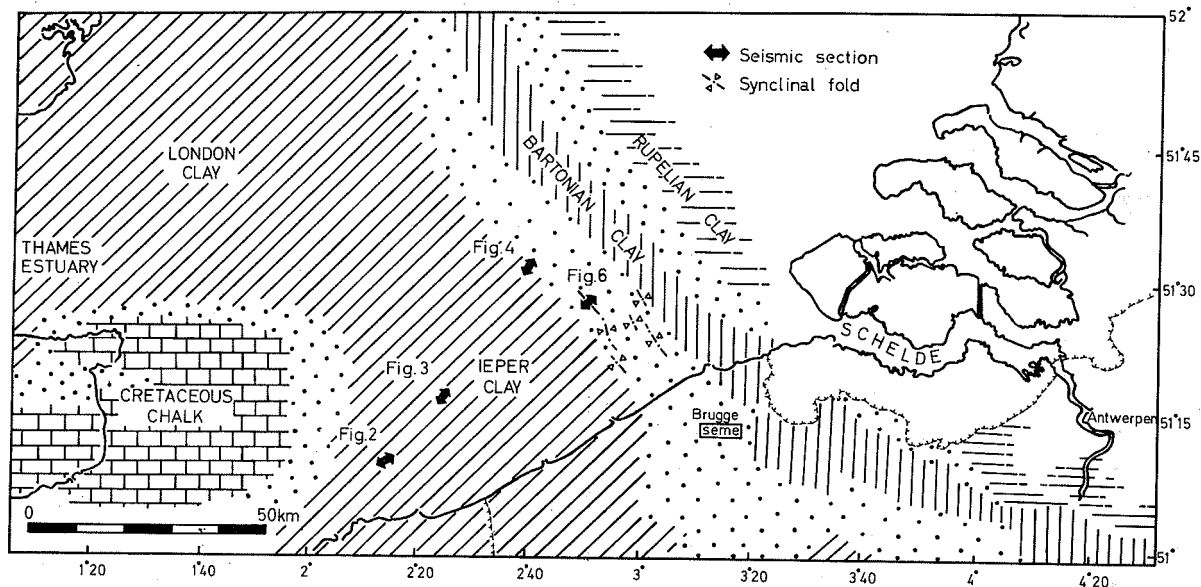 52°
Seismic section
Synclinal fold
LONDON
CLAY
BARTONIAN
CLAY
RUPELIAN
CLAY
51°45
THAMES
ESTUARY
Fig.4
Fig.6
51°30
SCHELDE
Fig.3
IEPER
CLAY
CRETACEOUS
CHALK
Fig.2
Brugge
seme
Antwerpen
51°15
0
50km
51°
1°20
1°40
2°
2°20
2°40
3°
3°20
3°40
4°
4°20